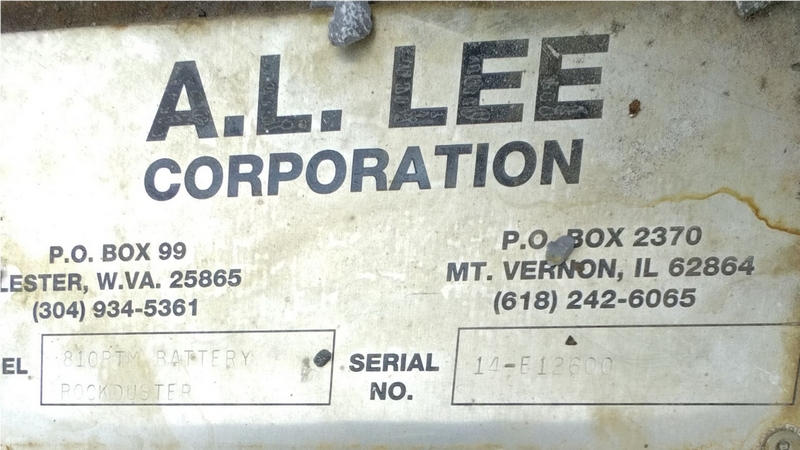 A.L. LEE
CORPORATION
P.O. BOX 99
LESTER, W.VA. 25865
(304) 934-5361
P.O. BOX 2370
MT. VERNON, IL 62864
(618) 242-6065
EL 810PTM BATTERY
ROCKDUSTER
SERIAL
NO.
14-E12600